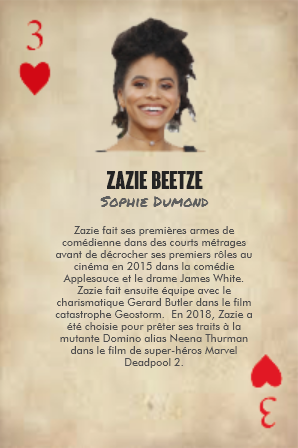 3
ZAZIE BEETZE
SOPHIE DUMOND
Zazie fait ses premières armes de
comédienne dans des courts métrages
avant de décrocher ses premiers rôles au
cinéma en 2015 dans la comédie
Applesauce et le drame James White.
Zazie fait ensuite équipe avec le
charismatique Gerard Butler dans le film
catastrophe Geostorm. En 2018, Zazie a
été choisie pour prêter ses traits à la
mutante Domino alias Neena Thurman
dans le film de super-héros Marvel
Deadpool 2.
3